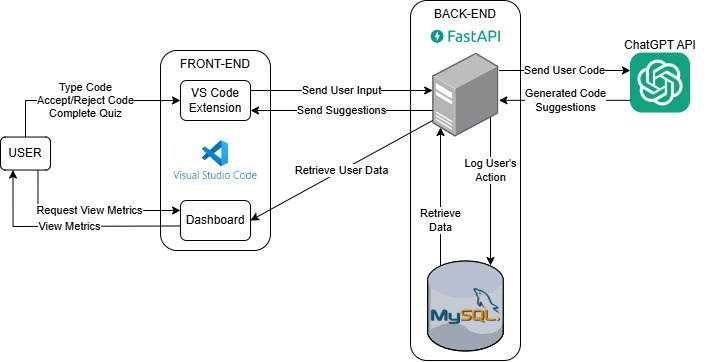 BACK-END
FastAPI
ChatGPT API
FRONT-END
VS Code
Extension
Type Code
Accept/Reject Code
Complete Quiz
Send User Input
Send Suggestions
Send User Code
Generated Code
Suggestions
USER
Visual Studio Code
Retrieve User Data
Log User's
Action
Request View Metrics
View Metrics
Dashboard
Retrieve
Data
MySQL